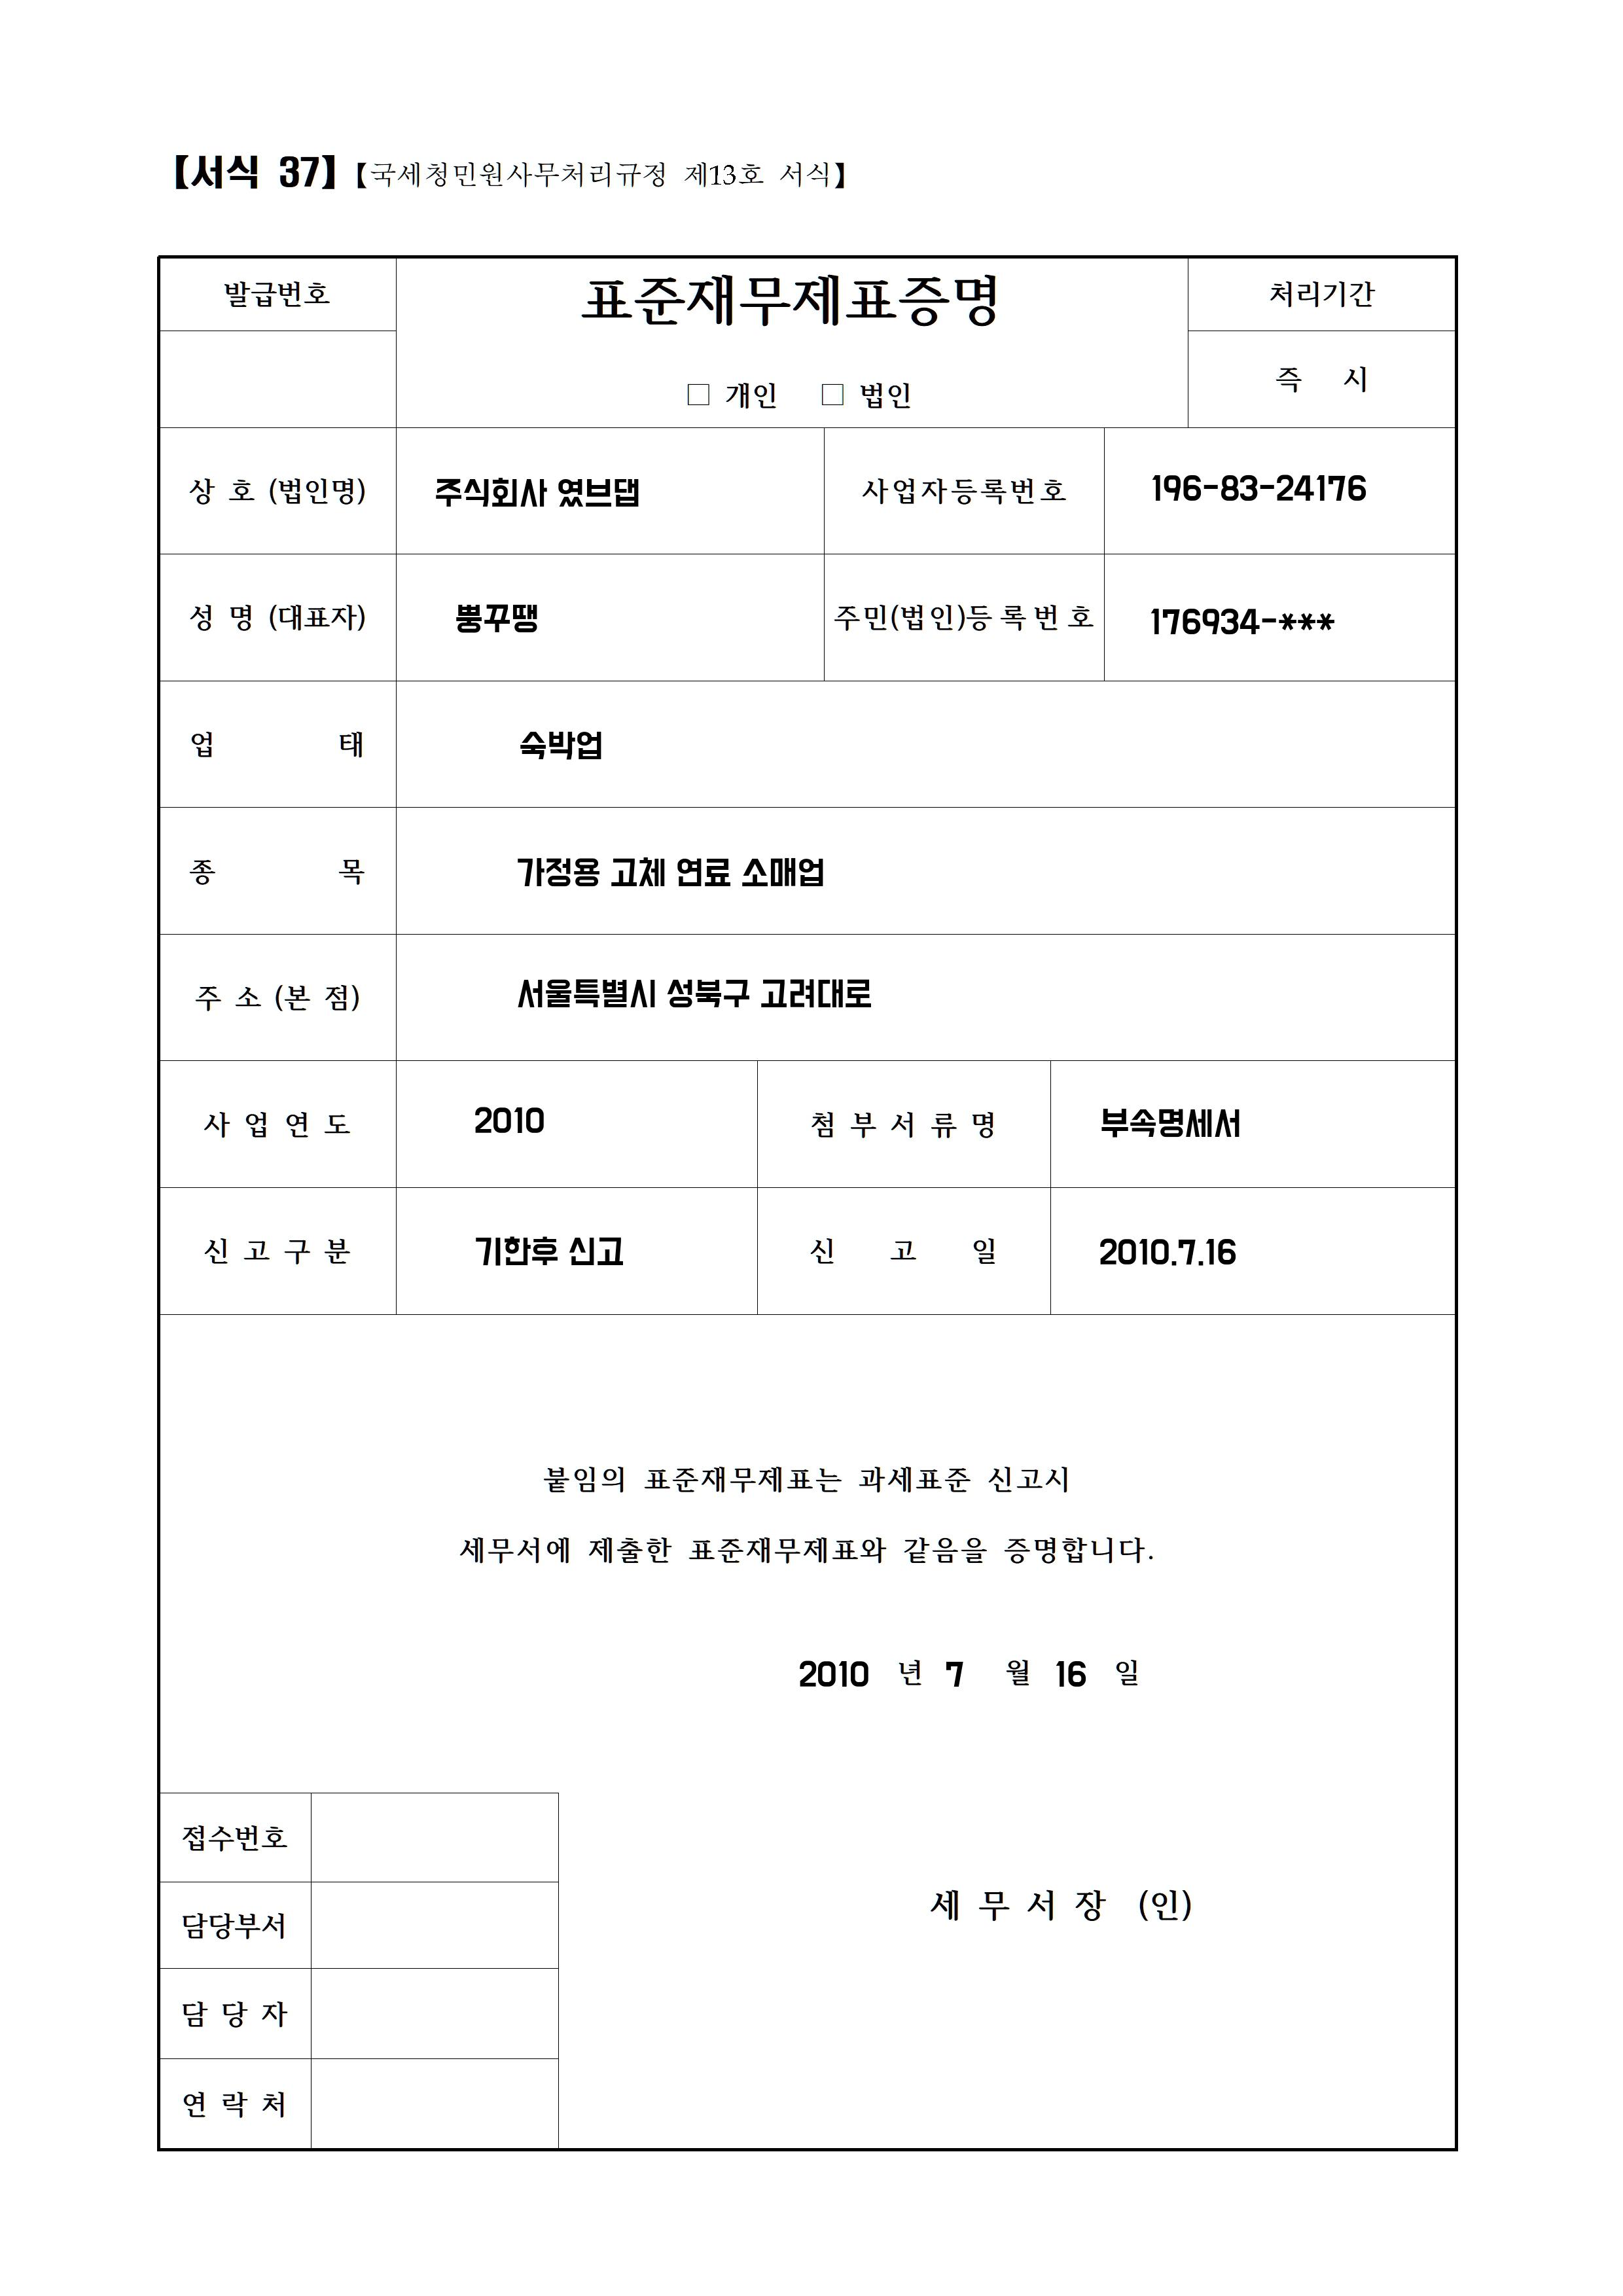 【서식 37】【국세청민원사무처리규정 제13호 서식】
발급번호
표준재무제표증명
처리기간
□ 개인 □ 법인
즉 시
상 호 (법인명) 주식회사 였브댑 사업자등록번호 196-83-24176
성 명 (대표자) 뿡꾸땡 주민(법인)등록번호 176934-***
업 태 숙박업
종 목 가정용 고체 연료 소매업
주 소 (본 점) 서울특별시 성북구 고려대로
사 업 연 도 2010 첨 부 서 류 명 부속명세서
신 고 구 분 기한후 신고 신 고 일 2010.7.16
붙임의 표준재무제표는 과세표준 신고시
세무서에 제출한 표준재무제표와 같음을 증명합니다.
2010 년 7 월 16 일
접수번호
담당부서
세 무 서 장 (인)
담 당 자
연 락 처